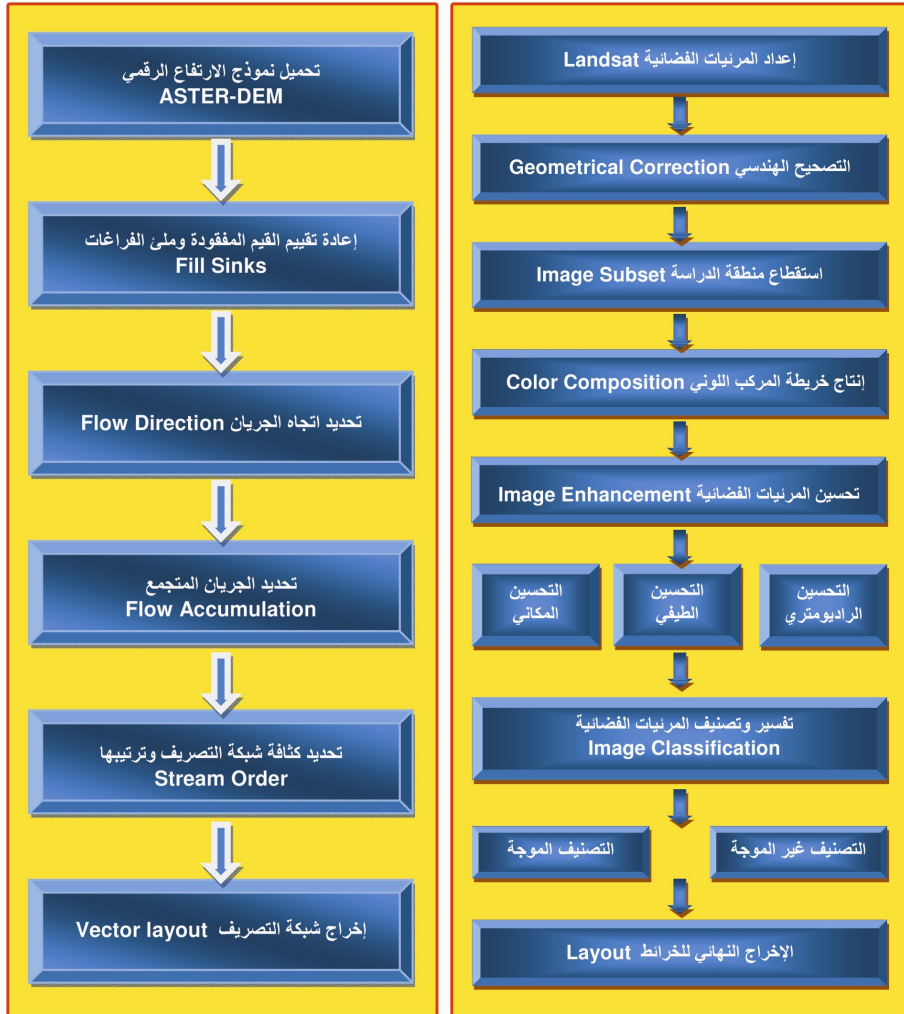 إعداد المرئيات الفضائية Landsat
التصحيح الهندسي Geometrical Correction
استقطاع منطقة الدراسة Image Subset
إنتاج خريطة المركب اللوني Color Composition
تحسين المرئيات الفضائية Image Enhancement
التحسين
الراديومتري
التحسين
الطيفي
التحسين
المكاني
تفسير وتصنيف المرئيات الفضائية
Image Classification
التصنيف غير الموجة
التصنيف الموجة
الإخراج النهائي للخرائط Layout
تحميل نموذج الارتفاع الرقمي
ASTER-DEM
إعادة تقييم القيم المفقودة وملئ الفراغات
Fill Sinks
تحديد اتجاه الجريان Flow Direction
تحديد الجريان المتجمع
Flow Accumulation
تحديد كثافة شبكة التصريف وترتيبها
Stream Order
إخراج شبكة التصريف Vector layout